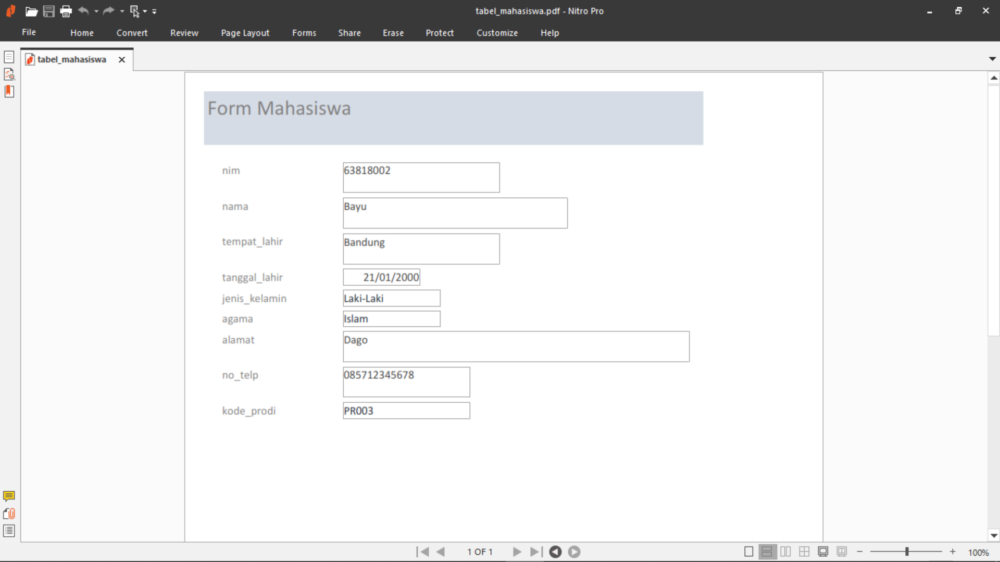 tabel_mahasiswa.pdf - Nitro Pro
File Home Convert Review Page Layout Forms Share Erase Protect Customize Help
tabel_mahasiswa
Form Mahasiswa
nim 63818002
nama Bayu
tempat_lahir Bandung
tanggal_lahir 21/01/2000
jenis_kelamin Laki-Laki
agama Islam
alamat Dago
no_telp 085712345678
kode_prodi PR003
1 OF 1
100%